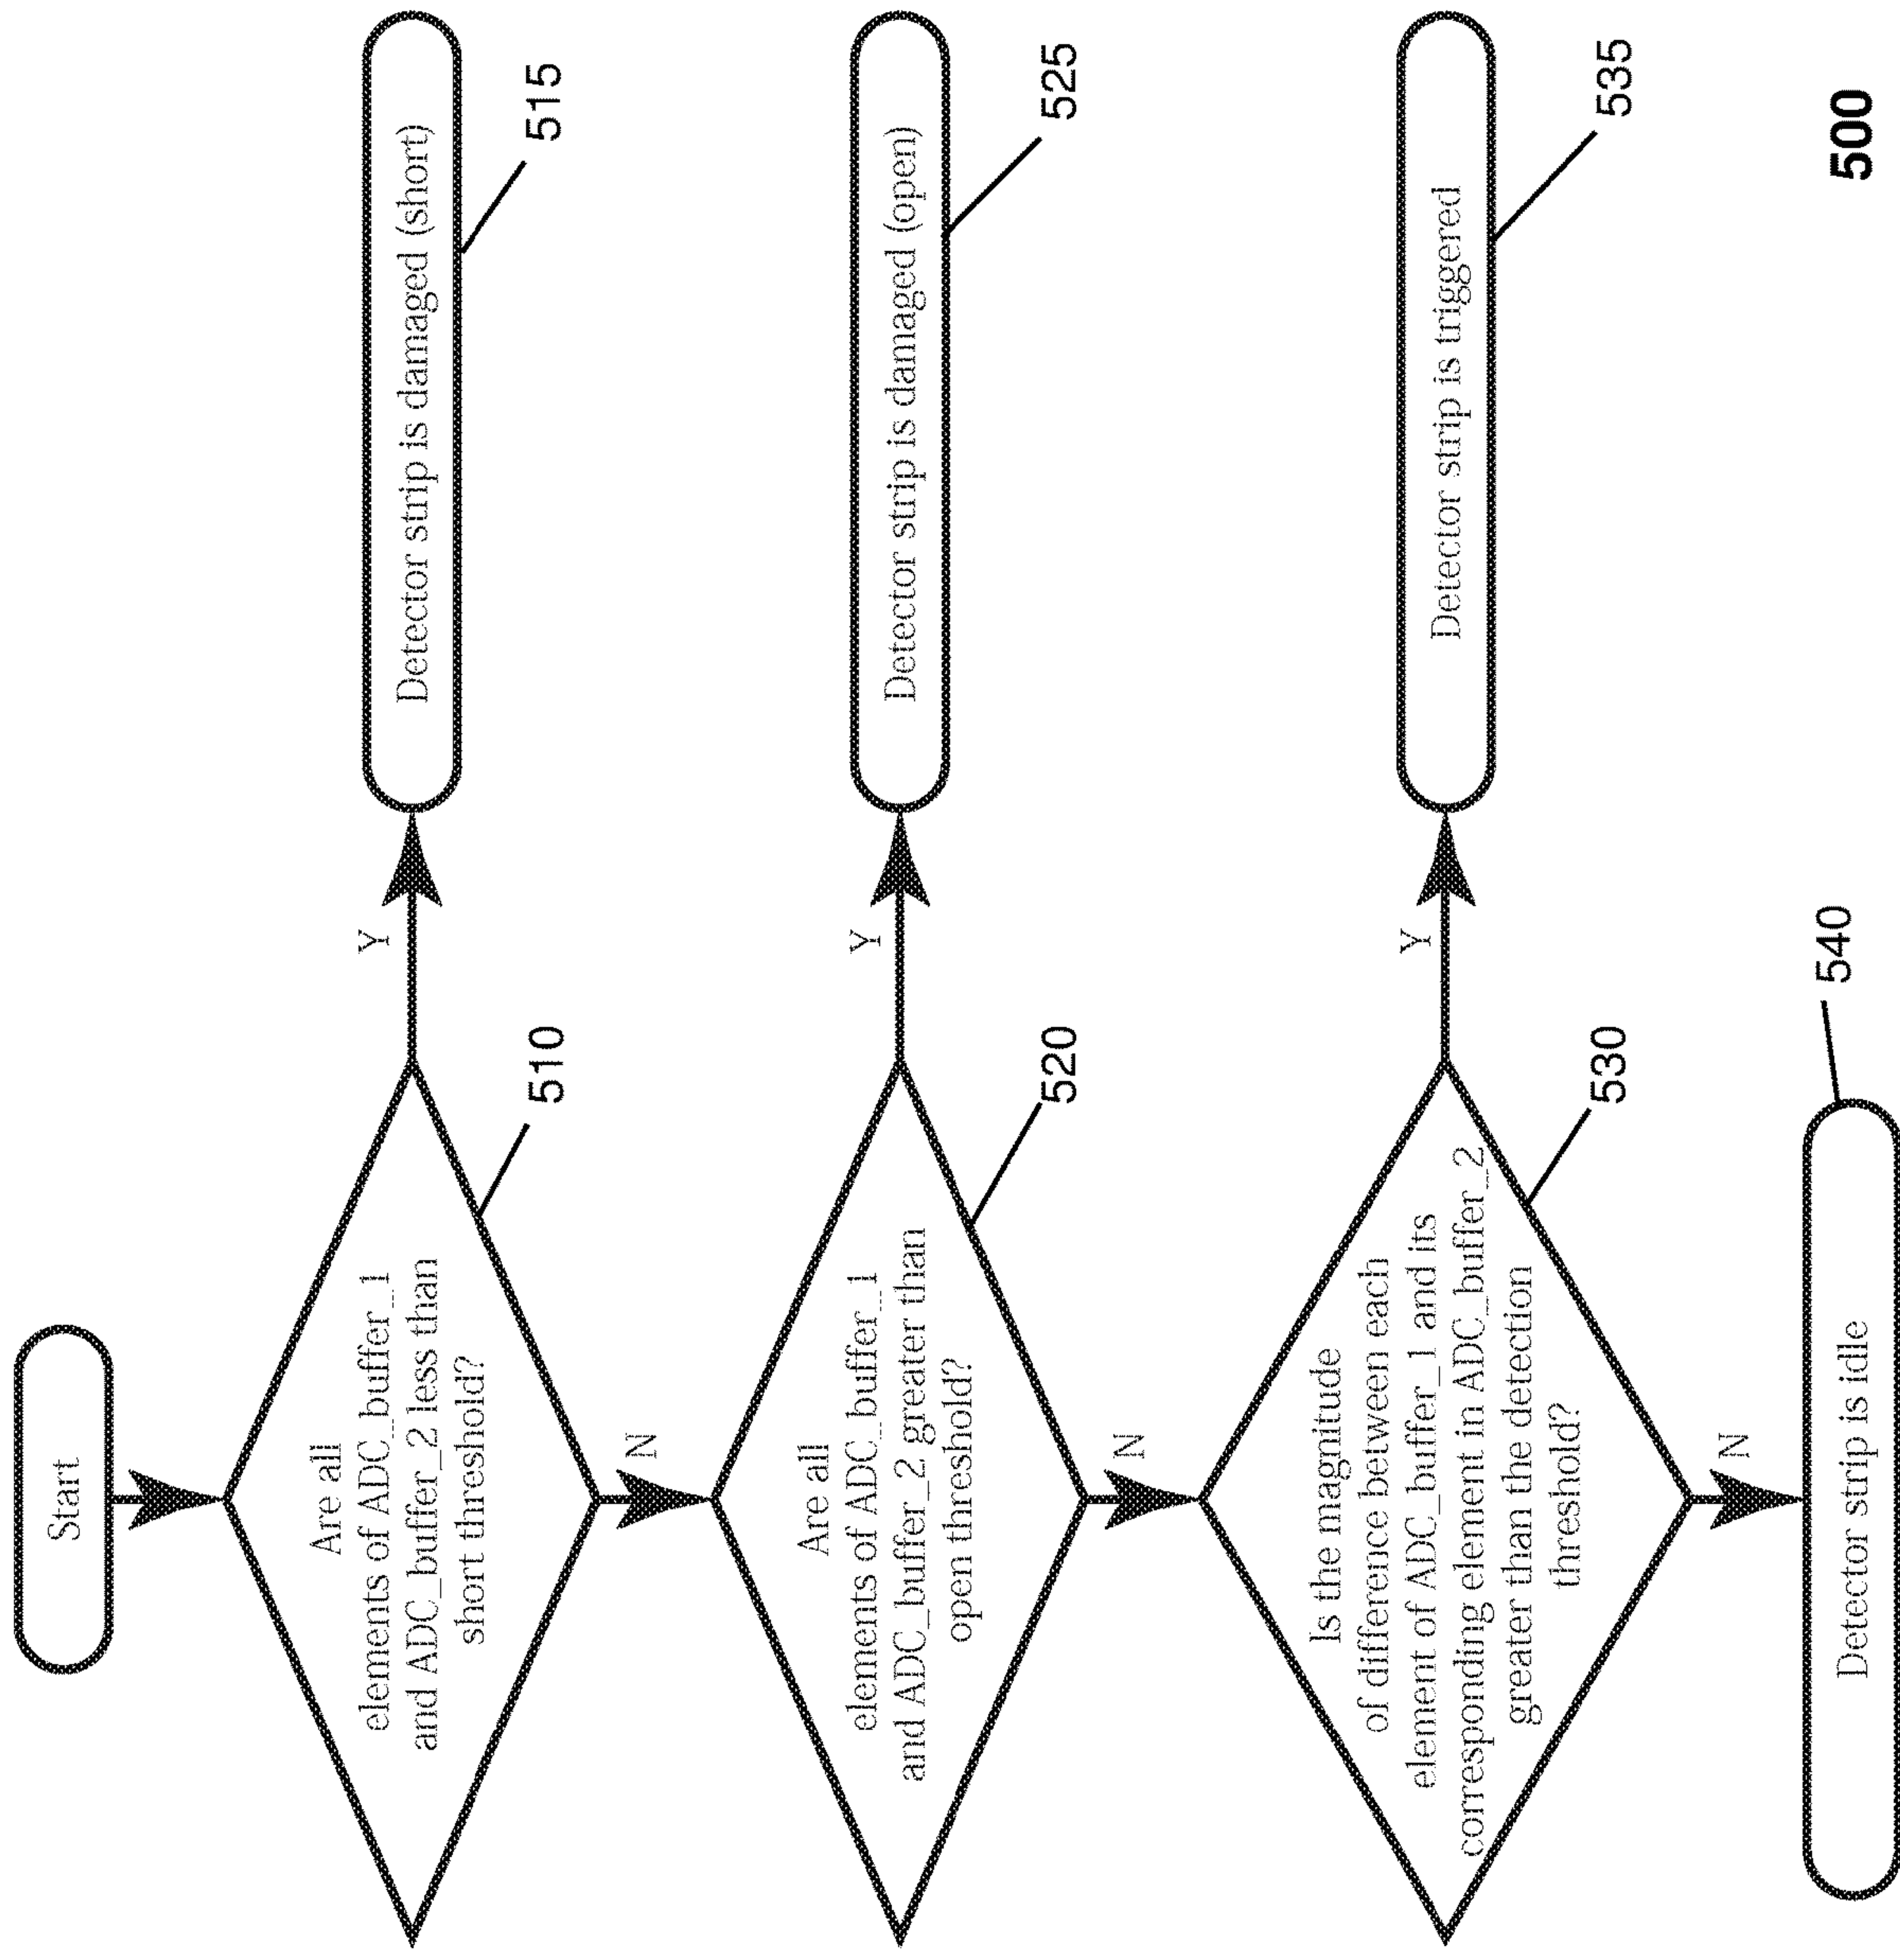 Start
Are all
elements of ADC_buffer_1
and ADC_buffer_2 less than
short threshold?
510
Y
Detector strip is damaged (short)
515
N
Are all
elements of ADC_buffer_1
and ADC_buffer_2 greater than
open threshold?
520
Y
Detector strip is damaged (open)
525
N
Is the magnitude
of difference between each
element of ADC_buffer_1 and its
corresponding element in ADC_buffer_2
greater than the detection
threshold?
530
Y
Detector strip is triggered
535
N
Detector strip is idle
540
500